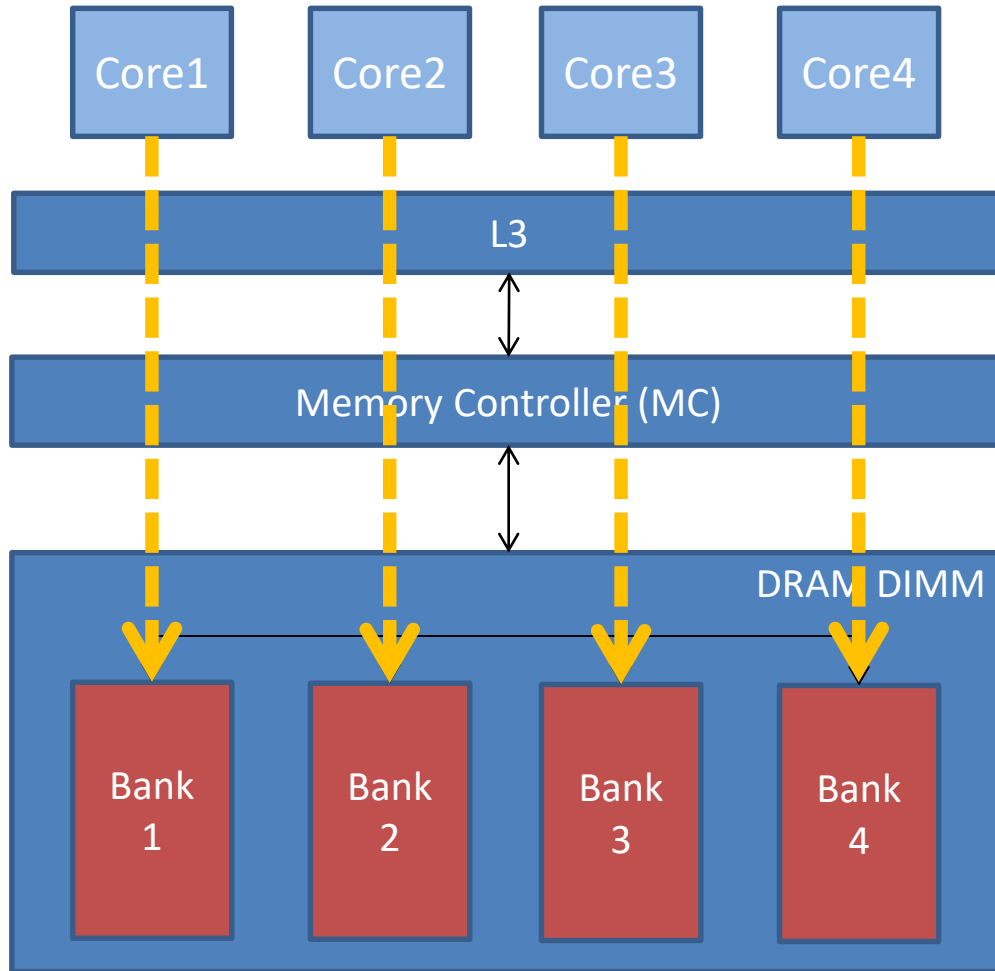 Core1 Core2 Core3 Core4
L3
Memory Controller (MC)
DRAM DIMM
Bank
1
Bank
2
Bank
3
Bank
4